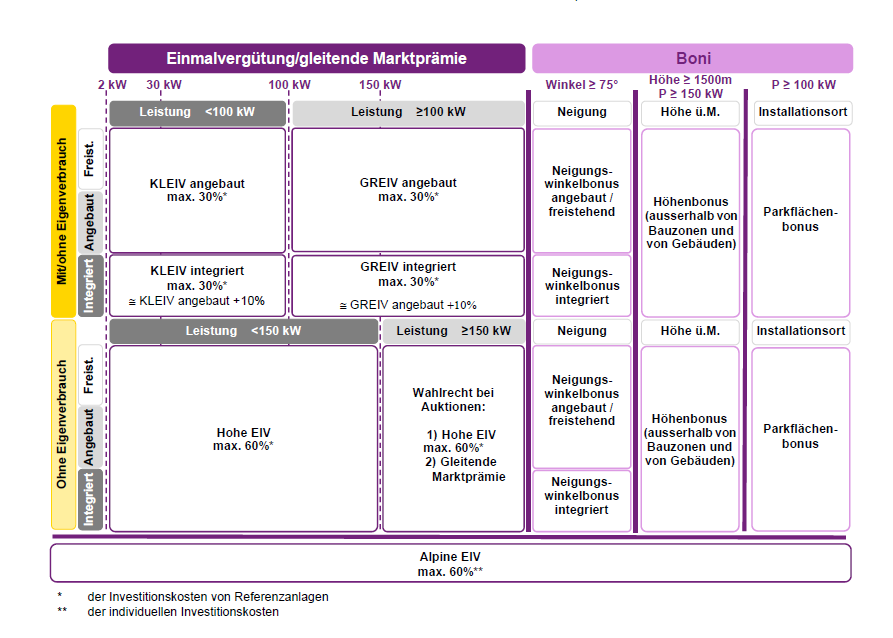 Einmalvergütung/gleitende Marktprämie
Boni
2 kW
30 kW
100 kW
150 kW
Winkel ≥ 75°
Höhe ≥ 1500m
P ≥ 150 kW
P ≥ 100 kW
Mit/ohne Eigenverbrauch
Leistung <100 kW
Leistung ≥100 kW
Neigung
Höhe ü.M.
Installationsort
Freist.
Angebaut
Integriert
KLEIV angebaut
max. 30%*
GREIV angebaut
max. 30%*
Neigungs-
winkelbonus
angebaut /
freistehend
Höhenbonus
(ausserhalb von
Bauzonen und
von Gebäuden)
Parkflächen-
bonus
KLEIV integriert
max. 30%*
≅ KLEIV angebaut +10%
GREIV integriert
max. 30%*
≅ GREIV angebaut +10%
Neigungs-
winkelbonus
integriert
Ohne Eigenverbrauch
Leistung <150 kW
Leistung ≥150 kW
Neigung
Höhe ü.M.
Installationsort
Freist.
Angebaut
Integriert
Hohe EIV
max. 60%*
Wahlrecht bei
Auktionen:
1) Hohe EIV
max. 60%*
2) Gleitende
Marktprämie
Neigungs-
winkelbonus
angebaut /
freistehend
Neigungs-
winkelbonus
integriert
Höhenbonus
(ausserhalb von
Bauzonen und
von Gebäuden)
Parkflächen-
bonus
Alpine EIV
max. 60%**
* der Investitionskosten von Referenzanlagen
** der individuellen Investitionskosten